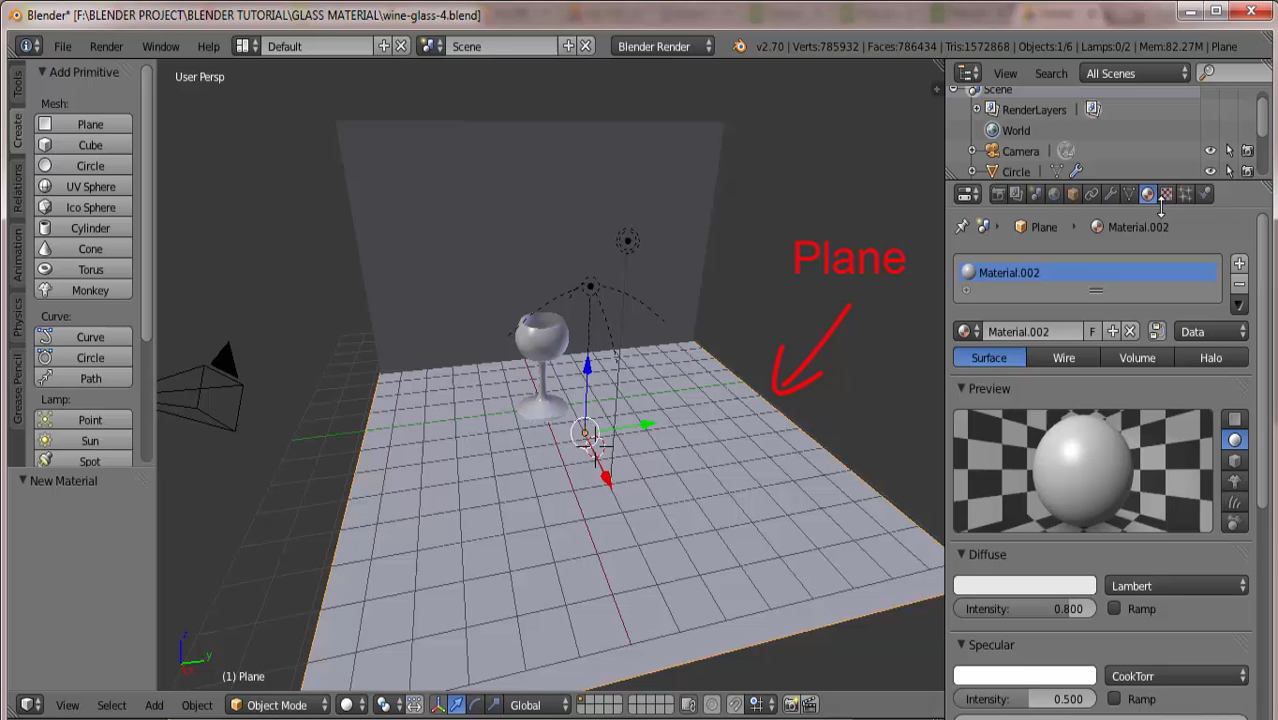 Blender* [F:\BLENDER PROJECT\BLENDER TUTORIAL\GLASS MATERIAL\wine-glass-4.blend]
File Render Window Help Default Scene Blender Render v2.70 | Verts:785932 | Faces:786434 | Tris:1572868 | Objects:1/6 | Lamps:0/2 | Mem:82.27M | Plane
Add Primitive
Mesh:
Plane
Cube
Circle
UV Sphere
Ico Sphere
Cylinder
Cone
Torus
Monkey
Curve:
Curve
Circle
Path
Lamp:
Point
Sun
Spot
New Material
Tools
Create
Relations
Animation
Physics
Grease Pencil
User Persp
Plane
z
y
x
(1) Plane
View Select Add Object Object Mode Global
View Search All Scenes
Scene
RenderLayers
World
Camera
Circle
Plane Material.002
Material.002
Material.002 F Data
Surface Wire Volume Halo
Preview
Diffuse
Lambert
Intensity: 0.800 Ramp
Specular
CookTorr
Intensity: 0.500 Ramp